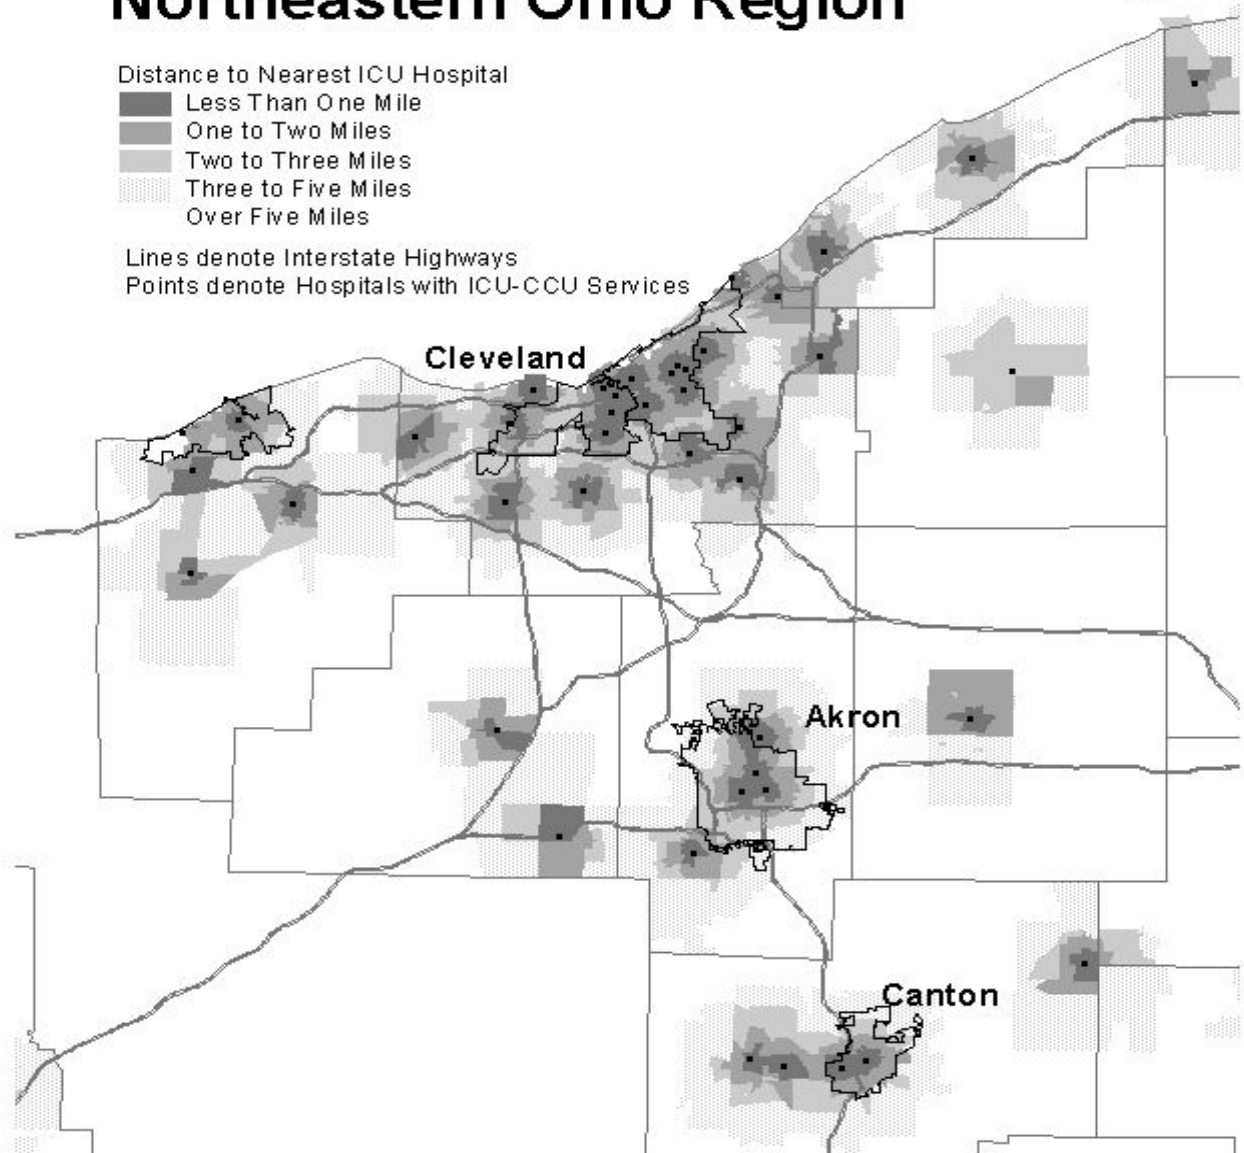 Northeastern Ohio Region
Distance to Nearest ICU Hospital
Less Than One Mile
One to Two Miles
Two to Three Miles
Three to Five Miles
Over Five Miles
Lines denote Interstate Highways
Points denote Hospitals with ICU-CCU Services
Cleveland
Akron
Canton